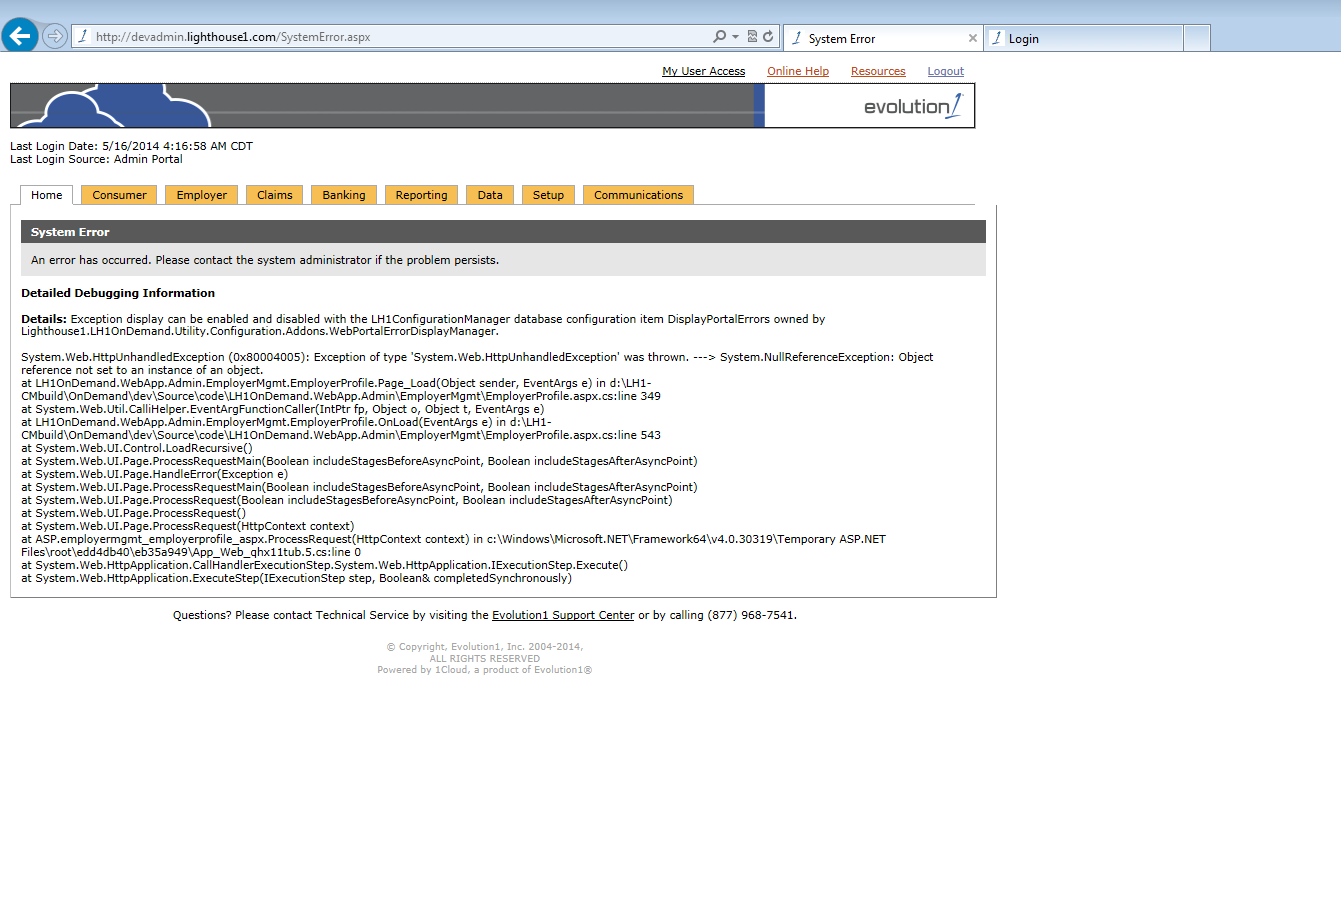 http://devadmin.lighthouse1.com/SystemError.aspx
System Error
Login
My User Access Online Help Resources Logout
evolution1
Last Login Date: 5/16/2014 4:16:58 AM CDT
Last Login Source: Admin Portal
Home Consumer Employer Claims Banking Reporting Data Setup Communications
System Error
An error has occurred. Please contact the system administrator if the problem persists.
Detailed Debugging Information
Details: Exception display can be enabled and disabled with the LH1ConfigurationManager database configuration item DisplayPortalErrors owned by
Lighthouse1.LH1OnDemand.Utility.Configuration.Addons.WebPortalErrorDisplayManager.
System.Web.HttpUnhandledException (0x80004005): Exception of type 'System.Web.HttpUnhandledException' was thrown. ---> System.NullReferenceException: Object
reference not set to an instance of an object.
at LH1OnDemand.WebApp.Admin.EmployerMgmt.EmployerProfile.Page_Load(Object sender, EventArgs e) in d:\LH1-
CMbuild\OnDemand\dev\Source\code\LH1OnDemand.WebApp.Admin\EmployerMgmt\EmployerProfile.aspx.cs:line 349
at System.Web.Util.CalliHelper.EventArgFunctionCaller(IntPtr fp, Object o, Object t, EventArgs e)
at LH1OnDemand.WebApp.Admin.EmployerMgmt.EmployerProfile.OnLoad(EventArgs e) in d:\LH1-
CMbuild\OnDemand\dev\Source\code\LH1OnDemand.WebApp.Admin\EmployerMgmt\EmployerProfile.aspx.cs:line 543
at System.Web.UI.Control.LoadRecursive()
at System.Web.UI.Page.ProcessRequestMain(Boolean includeStagesBeforeAsyncPoint, Boolean includeStagesAfterAsyncPoint)
at System.Web.UI.Page.HandleError(Exception e)
at System.Web.UI.Page.ProcessRequestMain(Boolean includeStagesBeforeAsyncPoint, Boolean includeStagesAfterAsyncPoint)
at System.Web.UI.Page.ProcessRequest(Boolean includeStagesBeforeAsyncPoint, Boolean includeStagesAfterAsyncPoint)
at System.Web.UI.Page.ProcessRequest()
at System.Web.UI.Page.ProcessRequest(HttpContext context)
at ASP.employermgmt_employerprofile_aspx.ProcessRequest(HttpContext context) in c:\Windows\Microsoft.NET\Framework64\v4.0.30319\Temporary ASP.NET
Files\root\edd4db40\eb35a949\App_Web_qhx11tub.5.cs:line 0
at System.Web.HttpApplication.CallHandlerExecutionStep.System.Web.HttpApplication.IExecutionStep.Execute()
at System.Web.HttpApplication.ExecuteStep(IExecutionStep step, Boolean& completedSynchronously)
Questions? Please contact Technical Service by visiting the Evolution1 Support Center or by calling (877) 968-7541.
© Copyright, Evolution1, Inc. 2004-2014,
ALL RIGHTS RESERVED
Powered by 1Cloud, a product of Evolution1®